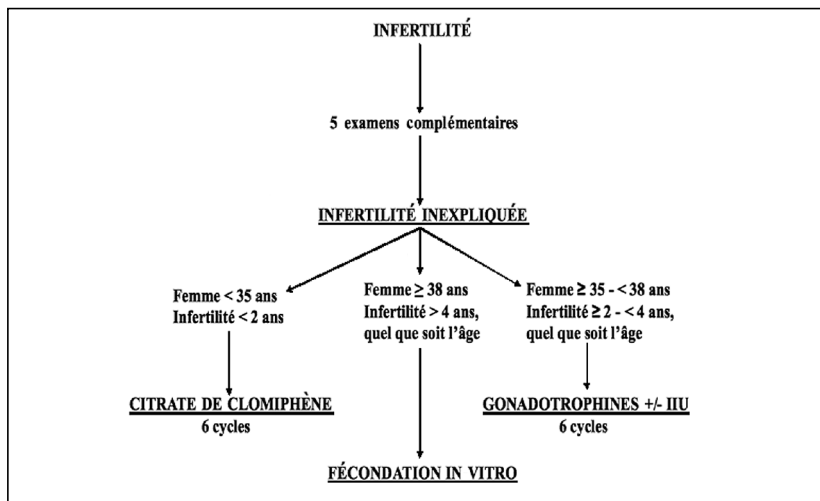 INFERTILITÉ
5 examens complémentaires
INFERTILITÉ INEXPLIQUÉE
Femme < 35 ans
Infertilité < 2 ans
Femme ≥ 38 ans
Infertilité > 4 ans,
quel que soit l'âge
Femme ≥ 35 - < 38 ans
Infertilité ≥ 2 - < 4 ans,
quel que soit l'âge
CITRATE DE CLOMIPHÈNE
6 cycles
GONADOTROPHINES +/- IIU
6 cycles
FÉCONDATION IN VITRO